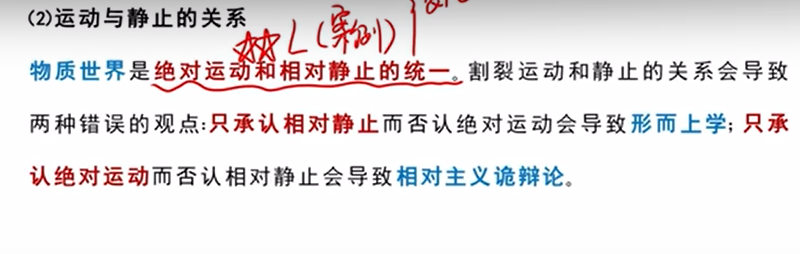 (2)运动与静止的关系
L(案例)
物质世界是绝对运动和相对静止的统一。割裂运动和静止的关系会导致
两种错误的观点:只承认相对静止而否认绝对运动会导致形而上学;只承
认绝对运动而否认相对静止会导致相对主义诡辩论。